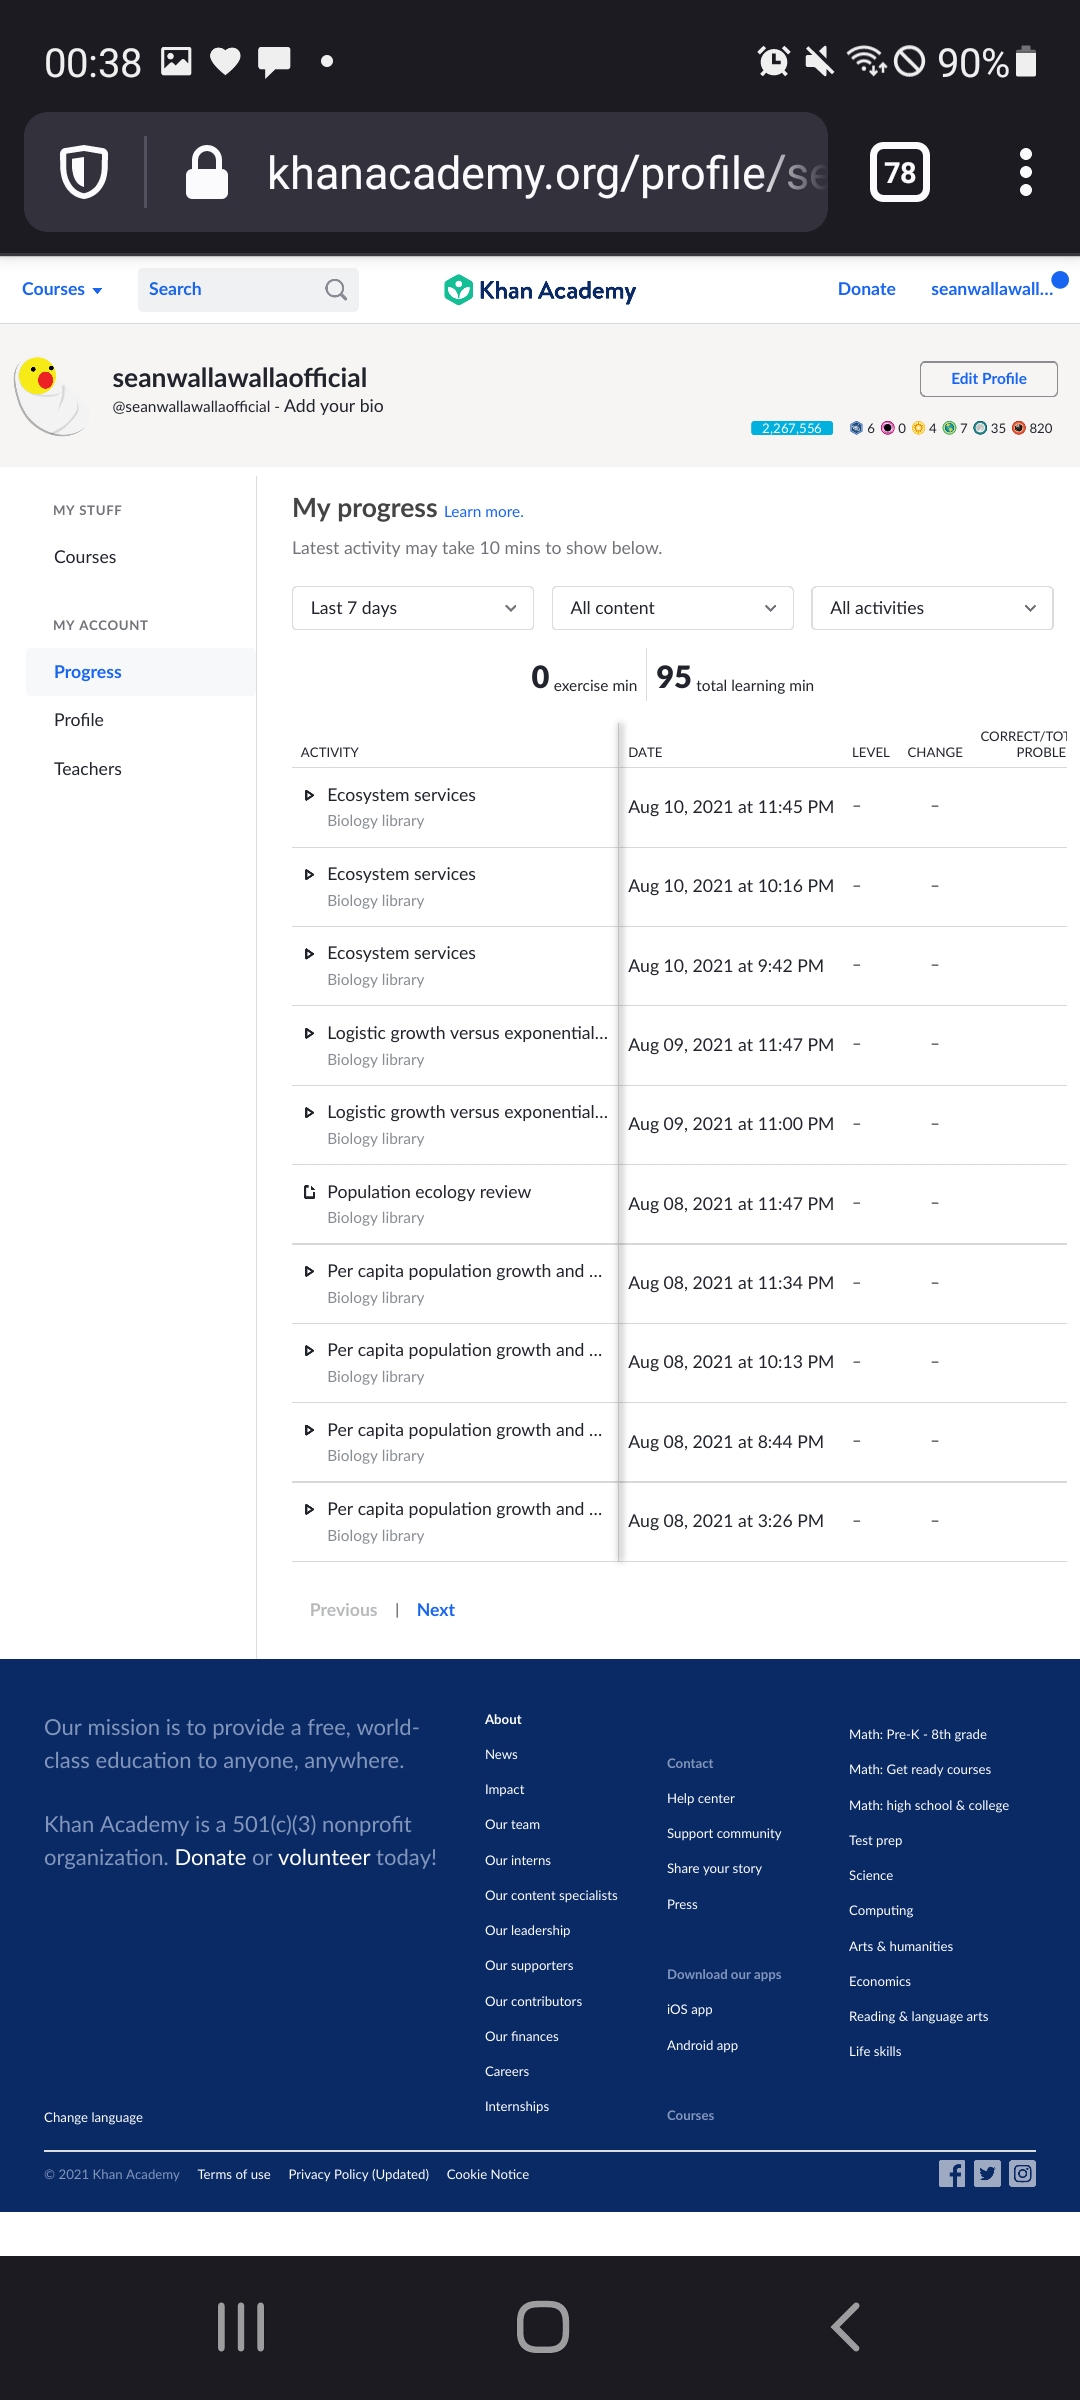 00:38
90%
khanacademy.org/profile/se
78
Courses
Search
Khan Academy
Donate
seanwallawall...
seanwallawallaofficial
@seanwallawallaofficial - Add your bio
Edit Profile
2,267,556 6 0 4 7 35 820
MY STUFF
Courses
MY ACCOUNT
Progress
Profile
Teachers
My progress Learn more.
Latest activity may take 10 mins to show below.
Last 7 days
All content
All activities
0 exercise min
95 total learning min
ACTIVITY DATE LEVEL CHANGE CORRECT/TOT
PROBLE
Ecosystem services
Biology library
Aug 10, 2021 at 11:45 PM – –
Ecosystem services
Biology library
Aug 10, 2021 at 10:16 PM – –
Ecosystem services
Biology library
Aug 10, 2021 at 9:42 PM – –
Logistic growth versus exponential...
Biology library
Aug 09, 2021 at 11:47 PM – –
Logistic growth versus exponential...
Biology library
Aug 09, 2021 at 11:00 PM – –
Population ecology review
Biology library
Aug 08, 2021 at 11:47 PM – –
Per capita population growth and ...
Biology library
Aug 08, 2021 at 11:34 PM – –
Per capita population growth and ...
Biology library
Aug 08, 2021 at 10:13 PM – –
Per capita population growth and ...
Biology library
Aug 08, 2021 at 8:44 PM – –
Per capita population growth and ...
Biology library
Aug 08, 2021 at 3:26 PM – –
Previous | Next
Our mission is to provide a free, world-
class education to anyone, anywhere.
Khan Academy is a 501(c)(3) nonprofit
organization. Donate or volunteer today!
Change language
About
News
Impact
Our team
Our interns
Our content specialists
Our leadership
Our supporters
Our contributors
Our finances
Careers
Internships
Contact
Help center
Support community
Share your story
Press
Download our apps
iOS app
Android app
Courses
Math: Pre-K - 8th grade
Math: Get ready courses
Math: high school & college
Test prep
Science
Computing
Arts & humanities
Economics
Reading & language arts
Life skills
© 2021 Khan Academy Terms of use Privacy Policy (Updated) Cookie Notice